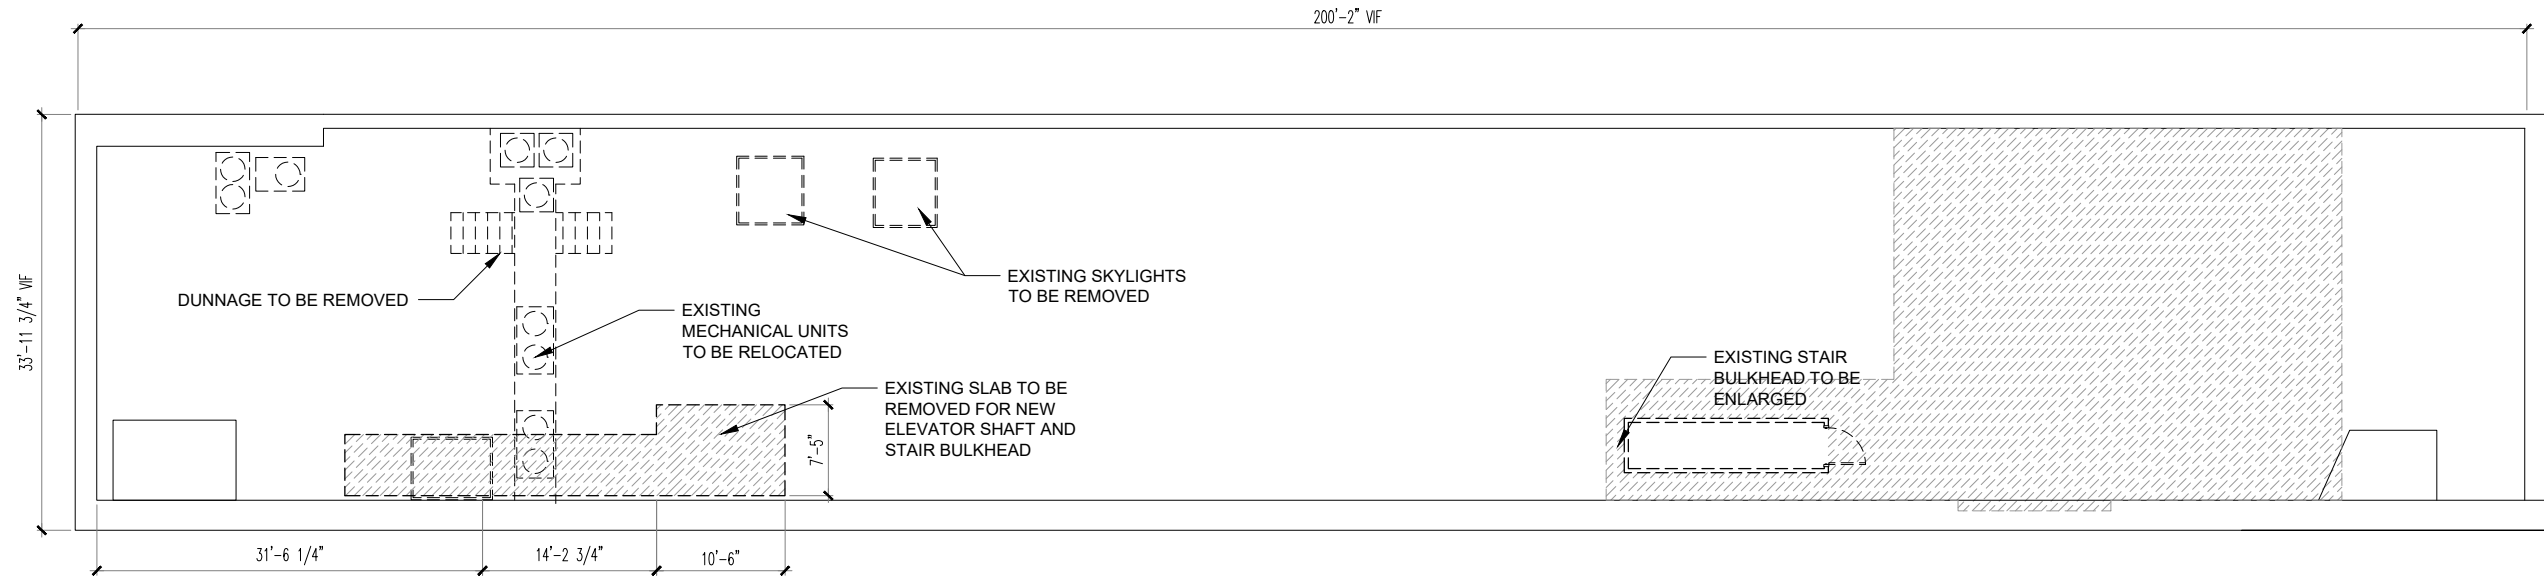 200'-2" VIF
33'-11 3/4" VIF
DUNNAGE TO BE REMOVED
EXISTING
MECHANICAL UNITS
TO BE RELOCATED
EXISTING SKYLIGHTS
TO BE REMOVED
EXISTING SLAB TO BE
REMOVED FOR NEW
ELEVATOR SHAFT AND
STAIR BULKHEAD
7'-5"
EXISTING STAIR
BULKHEAD TO BE
ENLARGED
31'-6 1/4"
14'-2 3/4"
10'-6"